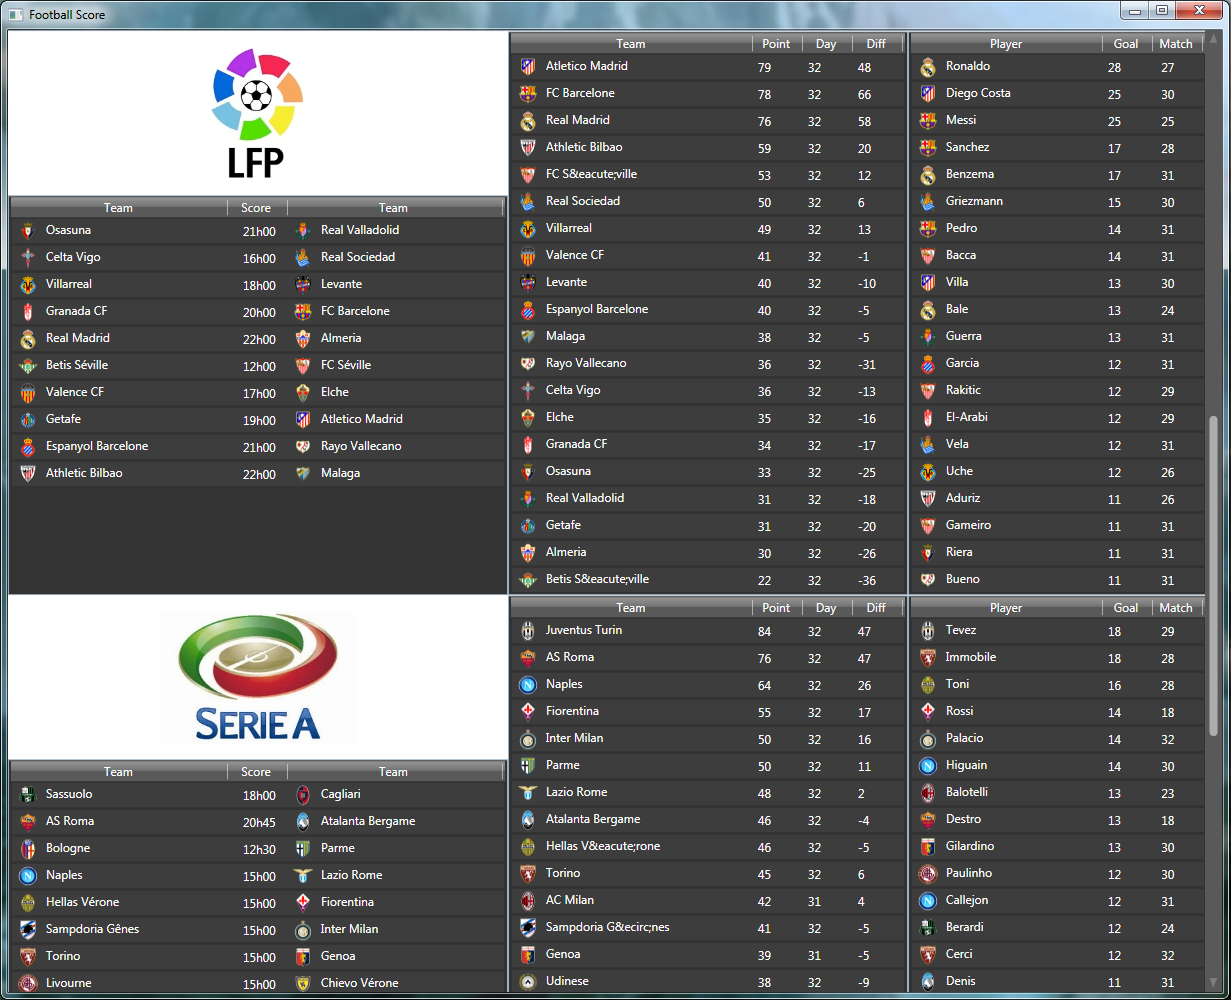 Football Score
LFP
Team Score Team
Osasuna 21h00 Real Valladolid
Celta Vigo 16h00 Real Sociedad
Villarreal 18h00 Levante
Granada CF 20h00 FC Barcelone
Real Madrid 22h00 Almeria
Betis Séville 12h00 FC Séville
Valence CF 17h00 Elche
Getafe 19h00 Atletico Madrid
Espanyol Barcelone 21h00 Rayo Vallecano
Athletic Bilbao 22h00 Malaga
Team Point Day Diff
Atletico Madrid 79 32 48
FC Barcelone 78 32 66
Real Madrid 76 32 58
Athletic Bilbao 59 32 20
FC S&eacute;ville 53 32 12
Real Sociedad 50 32 6
Villarreal 49 32 13
Valence CF 41 32 -1
Levante 40 32 -10
Espanyol Barcelone 40 32 -5
Malaga 38 32 -5
Rayo Vallecano 36 32 -31
Celta Vigo 36 32 -13
Elche 35 32 -16
Granada CF 34 32 -17
Osasuna 33 32 -25
Real Valladolid 31 32 -18
Getafe 31 32 -20
Almeria 30 32 -26
Betis S&eacute;ville 22 32 -36
Player Goal Match
Ronaldo 28 27
Diego Costa 25 30
Messi 25 25
Sanchez 17 28
Benzema 17 31
Griezmann 15 30
Pedro 14 31
Bacca 14 31
Villa 13 30
Bale 13 24
Guerra 13 31
Garcia 12 31
Rakitic 12 29
El-Arabi 12 29
Vela 12 31
Uche 12 26
Aduriz 11 26
Gameiro 11 31
Riera 11 31
Bueno 11 31
SERIE A
Team Score Team
Sassuolo 18h00 Cagliari
AS Roma 20h45 Atalanta Bergame
Bologne 12h30 Parme
Naples 15h00 Lazio Rome
Hellas Vérone 15h00 Fiorentina
Sampdoria Gênes 15h00 Inter Milan
Torino 15h00 Genoa
Livourne 15h00 Chievo Vérone
Team Point Day Diff
Juventus Turin 84 32 47
AS Roma 76 32 47
Naples 64 32 26
Fiorentina 55 32 17
Inter Milan 50 32 16
Parme 50 32 11
Lazio Rome 48 32 2
Atalanta Bergame 46 32 -4
Hellas V&eacute;rone 46 32 -5
Torino 45 32 6
AC Milan 42 31 4
Sampdoria G&ecirc;nes 41 32 -5
Genoa 39 31 -5
Udinese 38 32 -9
Player Goal Match
Tevez 18 29
Immobile 18 28
Toni 16 28
Rossi 14 18
Palacio 14 32
Higuain 14 30
Balotelli 13 23
Destro 13 18
Gilardino 13 30
Paulinho 12 30
Callejon 12 31
Berardi 12 24
Cerci 12 32
Denis 11 31